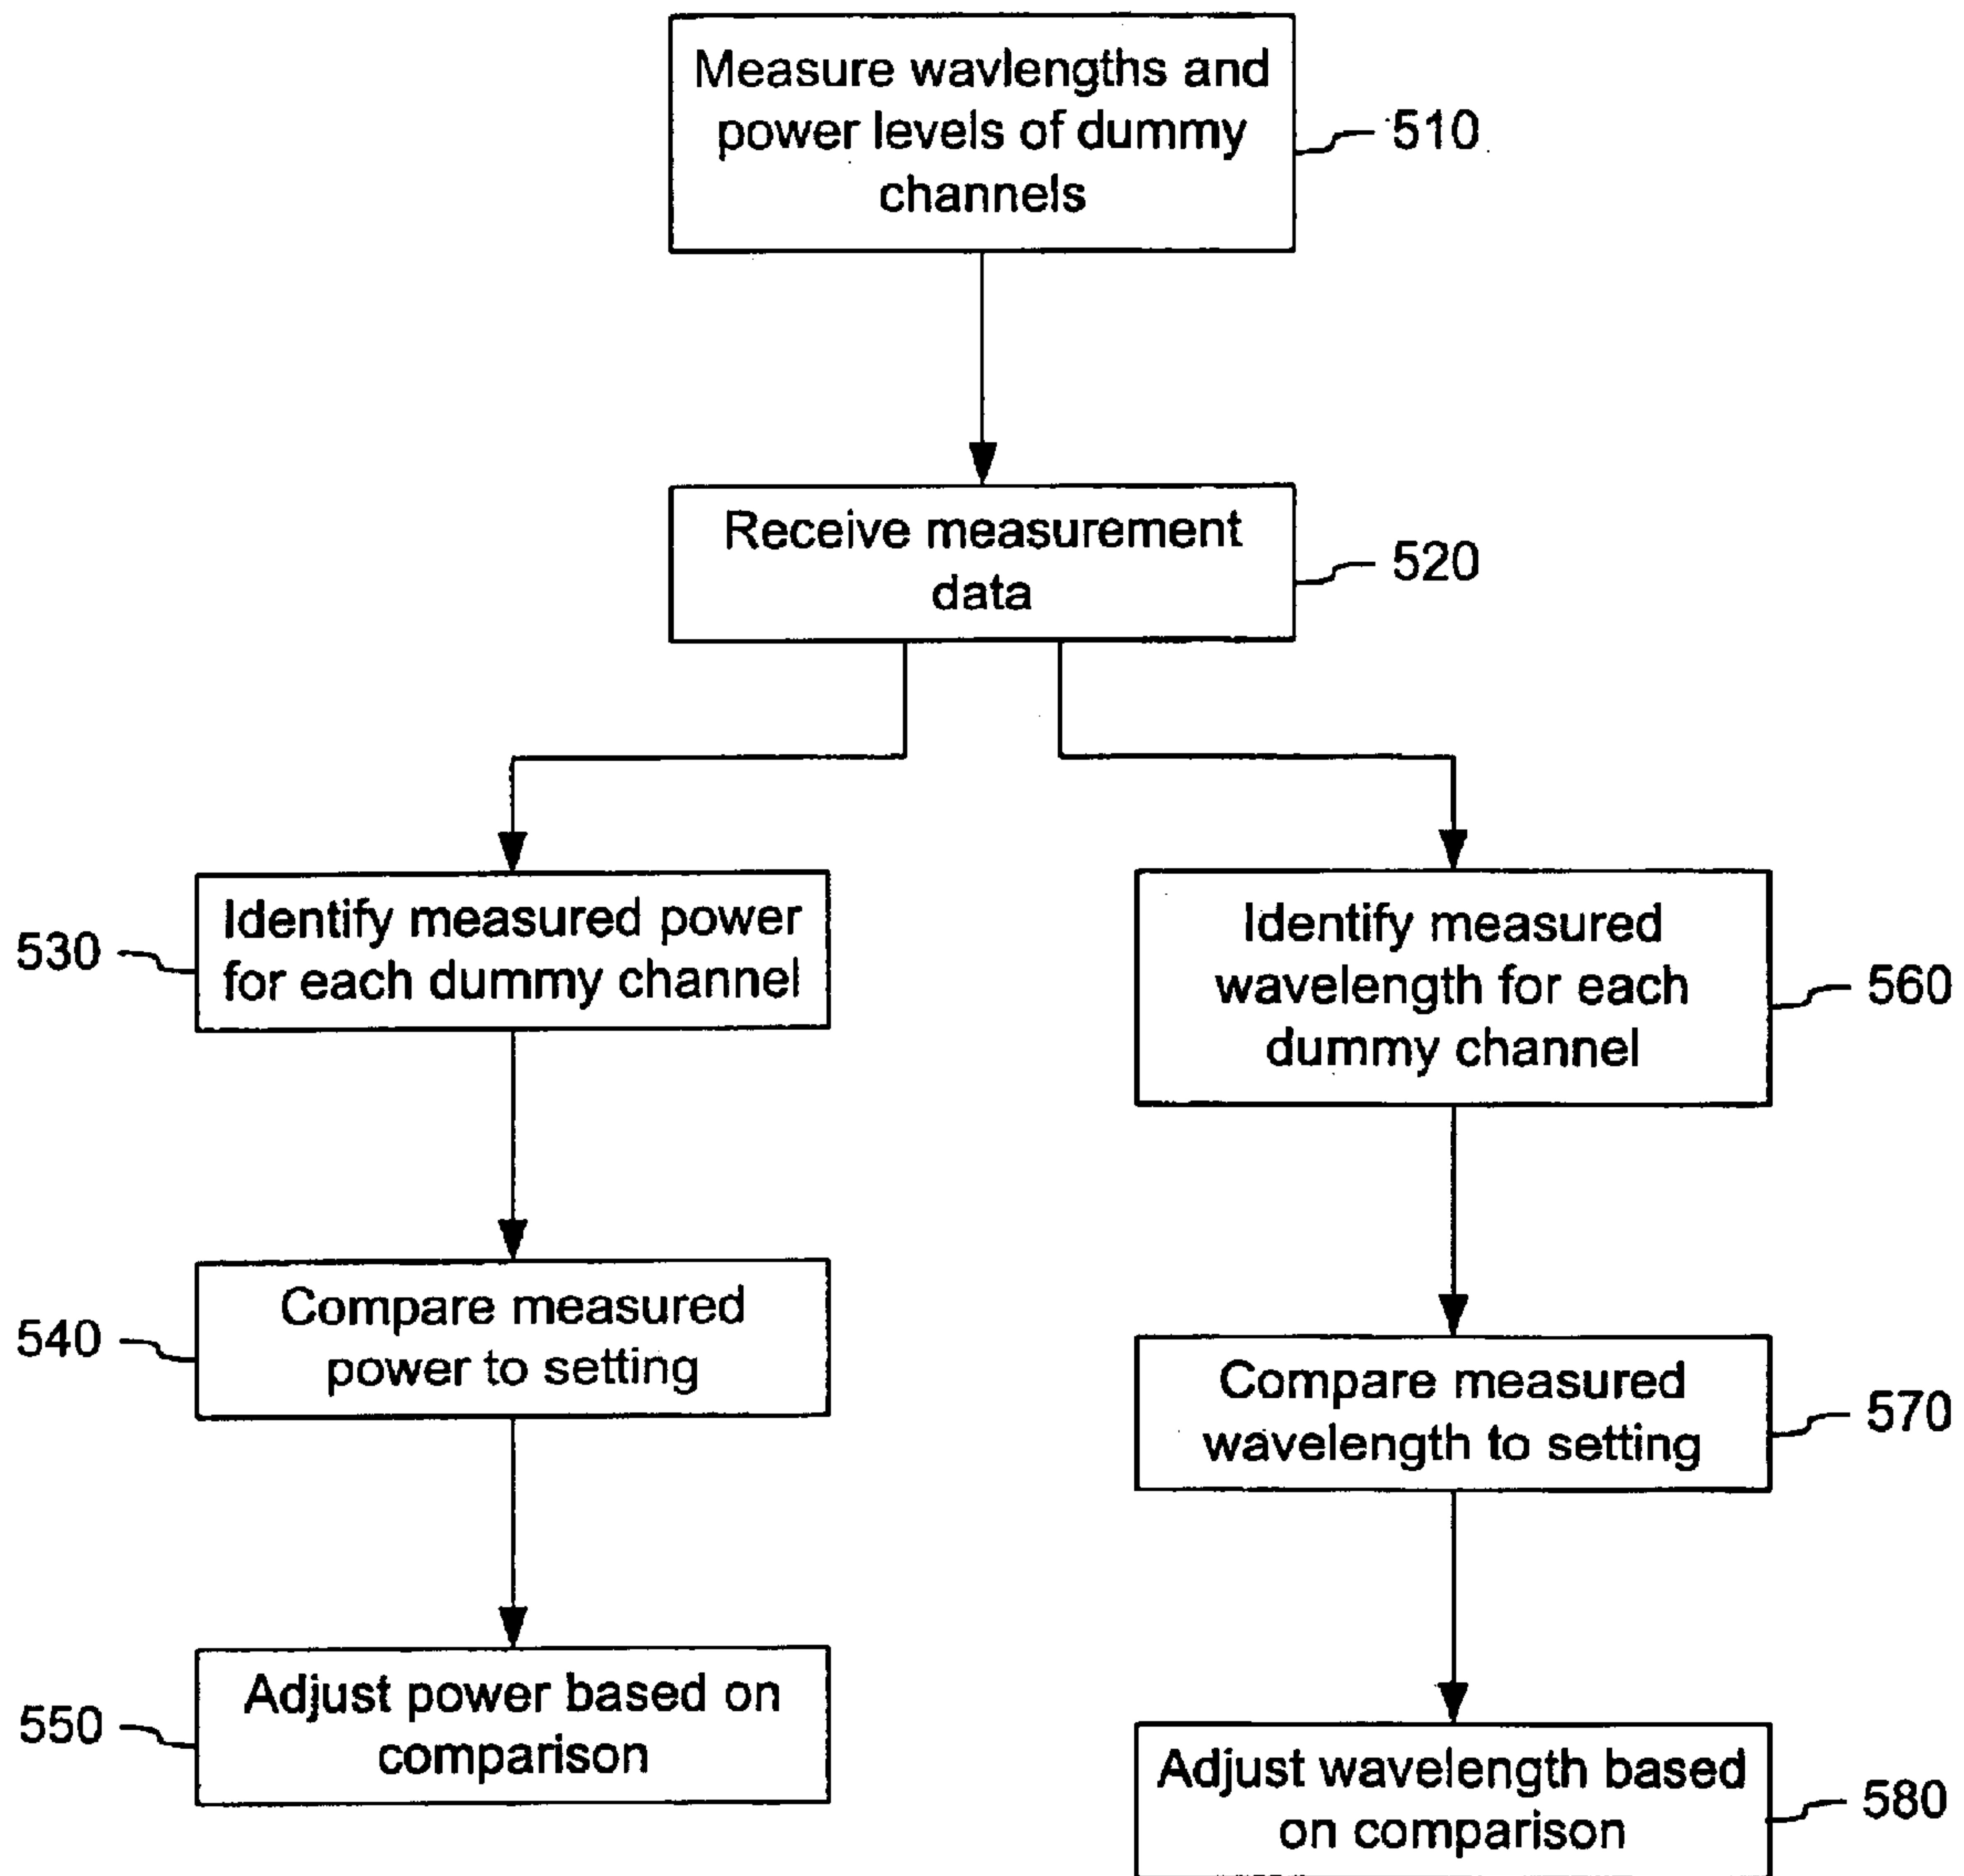 Measure wavlengths and
power levels of dummy
channels
510
Receive measurement
data
520
Identify measured power
for each dummy channel
530
Identify measured
wavelength for each
dummy channel
560
Compare measured
power to setting
540
Compare measured
wavelength to setting
570
Adjust power based on
comparison
550
Adjust wavelength based
on comparison
580